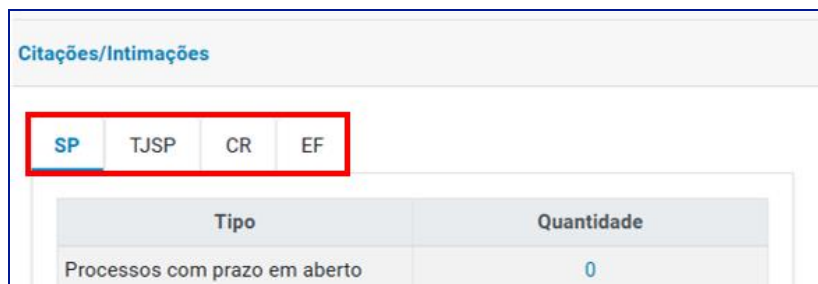 Citações/Intimações
SP TJSP CR EF
Tipo Quantidade
Processos com prazo em aberto 0